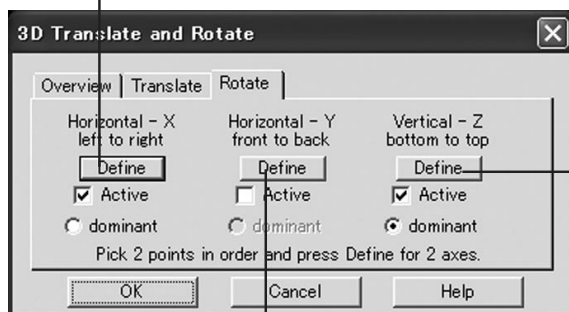 3D Translate and Rotate
Overview Translate Rotate
Horizontal - X Horizontal - Y Vertical - Z
left to right front to back bottom to top
Define Define Define
Active Active Active
dominant dominant dominant
Pick 2 points in order and press Define for 2 axes.
OK Cancel Help